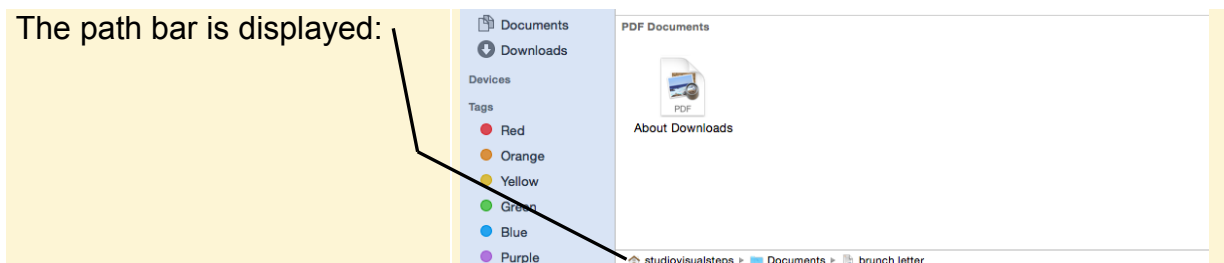 The path bar is displayed:
Documents
Downloads
Devices
Tags
Red
Orange
Yellow
Green
Blue
Purple
PDF Documents
PDF
About Downloads
studiovisualsteps ▸ Documents ▸ brunch letter